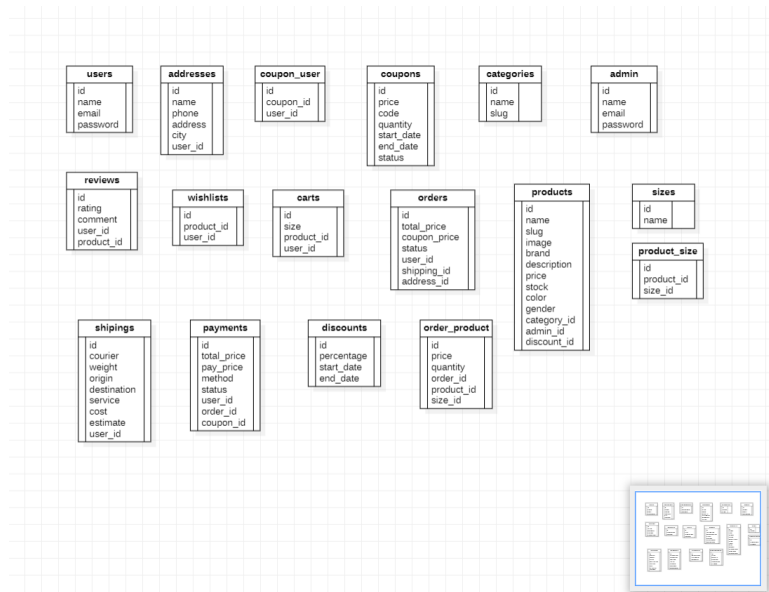 users
id
name
email
password
addresses
id
name
phone
address
city
user_id
coupon_user
id
coupon_id
user_id
coupons
id
price
code
quantity
start_date
end_date
status
categories
id
name
slug
admin
id
name
email
password
reviews
id
rating
comment
user_id
product_id
wishlists
id
product_id
user_id
carts
id
size
product_id
user_id
orders
id
total_price
coupon_price
status
user_id
shipping_id
address_id
products
id
name
slug
image
brand
description
price
stock
color
gender
category_id
admin_id
discount_id
sizes
id
name
product_size
id
product_id
size_id
shipings
id
courier
weight
origin
destination
service
cost
estimate
user_id
payments
id
total_price
pay_price
method
status
user_id
order_id
coupon_id
discounts
id
percentage
start_date
end_date
order_product
id
price
quantity
order_id
product_id
size_id